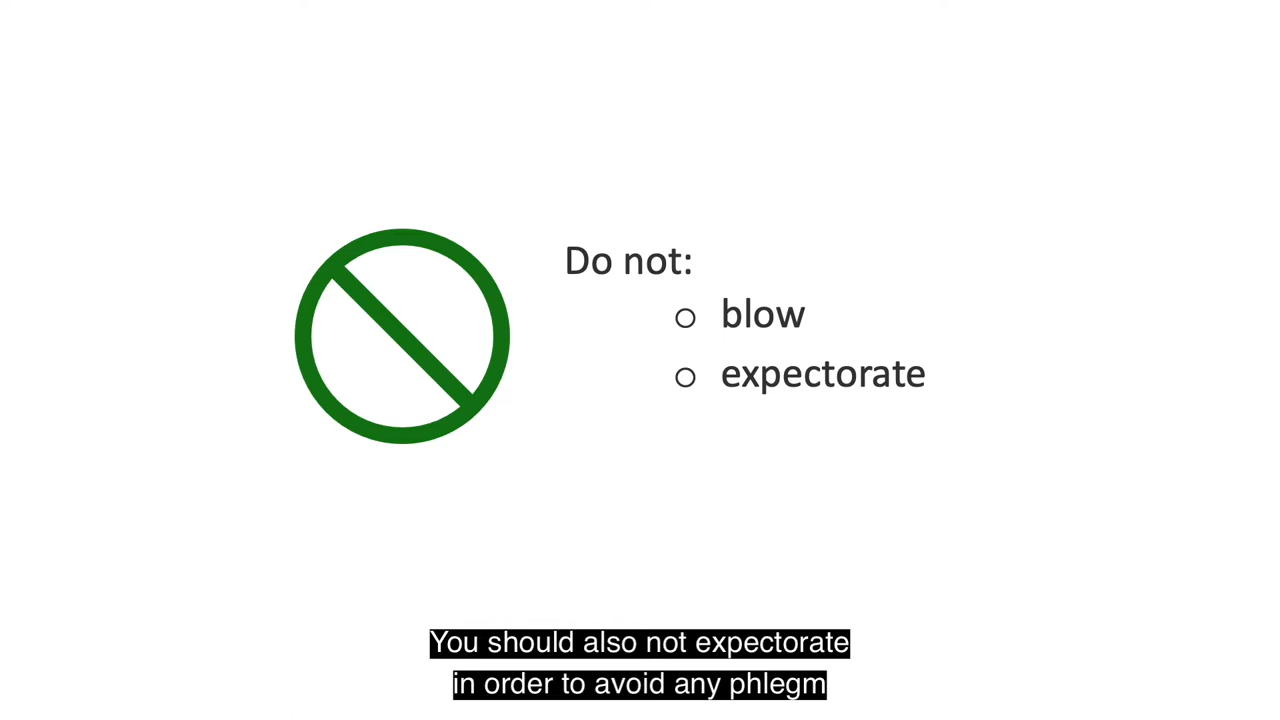 Do not:
○ blow
○ expectorate
You should also not expectorate
in order to avoid any phlegm